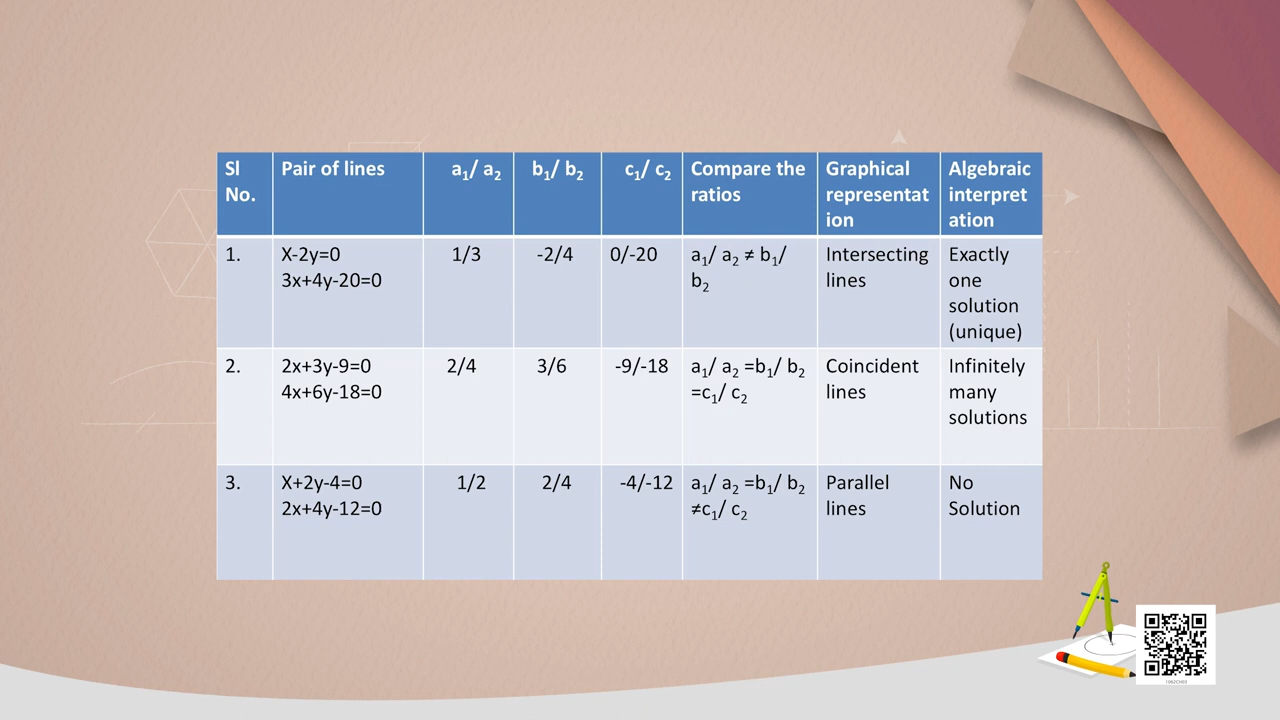 Sl No.
Pair of lines
a₁/ a₂
b₁/ b₂
c₁/ c₂
Compare the
ratios
Graphical
representat
ion
Algebraic
interpret
ation
1.
X-2y=0
3x+4y-20=0
1/3
-2/4
0/-20
a₁/ a₂ ≠ b₁/
b₂
Intersecting
lines
Exactly
one
solution
(unique)
2.
2x+3y-9=0
4x+6y-18=0
2/4
3/6
-9/-18
a₁/ a₂ =b₁/ b₂
=c₁/ c₂
Coincident
lines
Infinitely
many
solutions
3.
X+2y-4=0
2x+4y-12=0
1/2
2/4
-4/-12
a₁/ a₂ =b₁/ b₂
≠c₁/ c₂
Parallel
lines
No
Solution